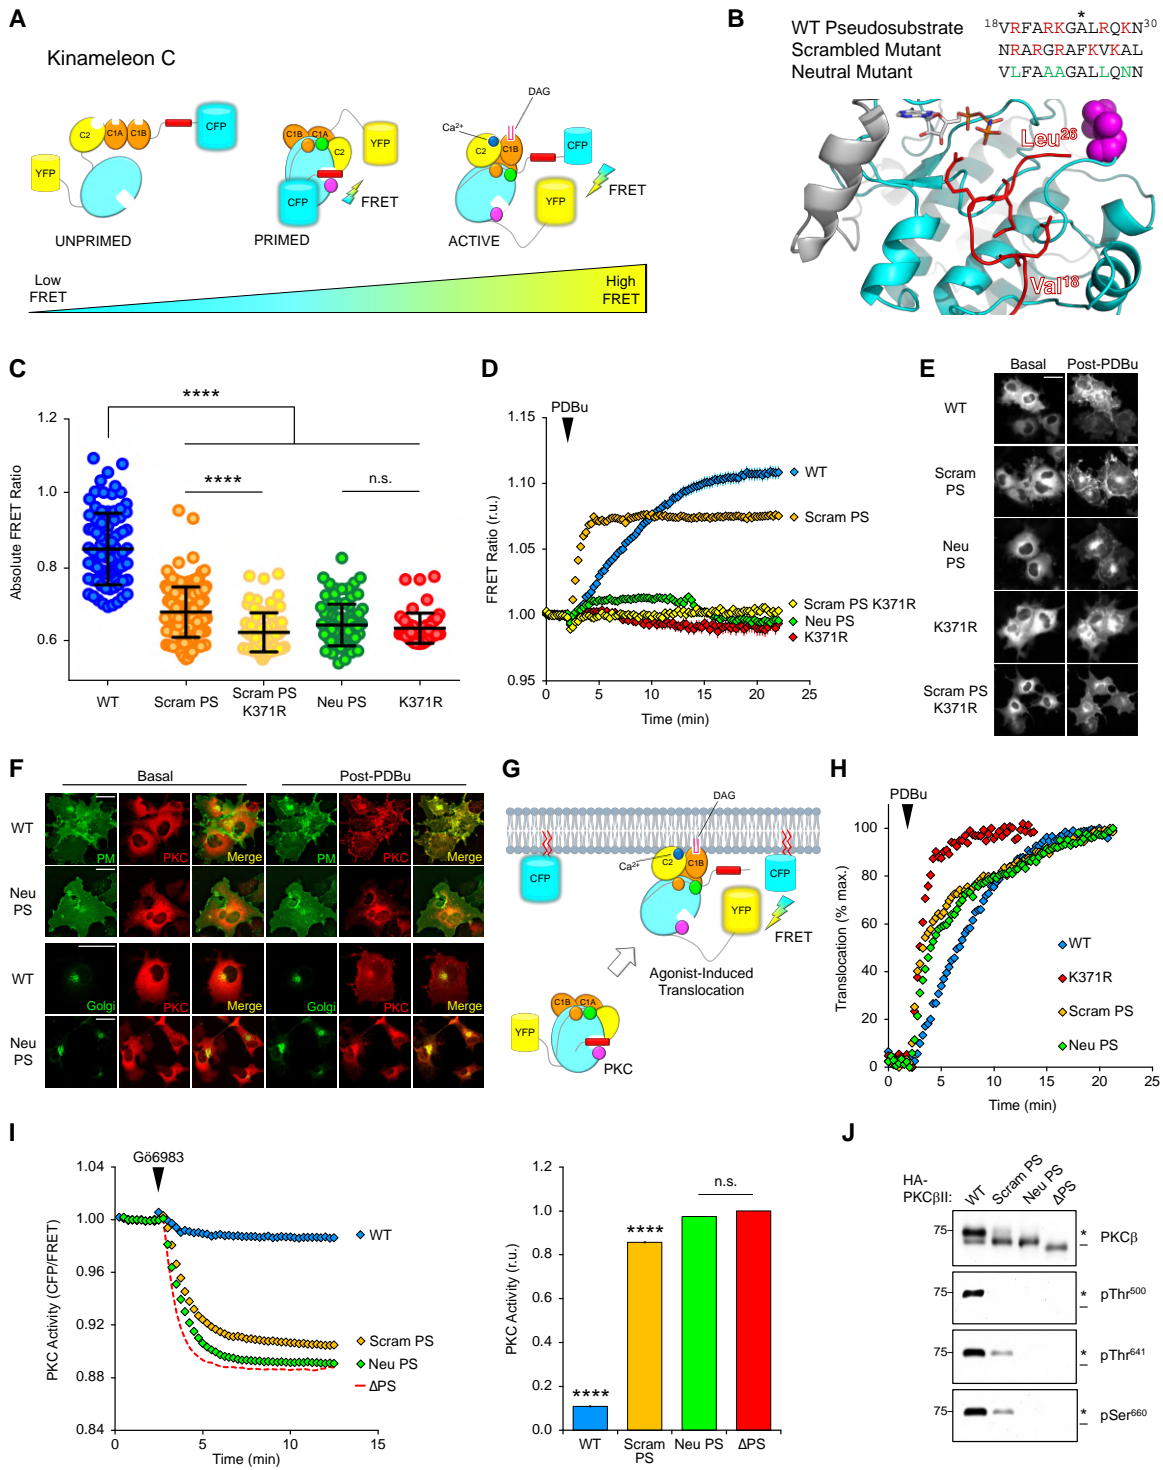 A
Kinameleon C
C2
C1A
C1B
CFP
YFP
UNPRIMED
C1B
C1A
C2
YFP
CFP
FRET
PRIMED
DAG
Ca²⁺
C2
C1B
CFP
YFP
FRET
ACTIVE
Low
FRET
High
FRET
B
WT Pseudosubstrate
Scrambled Mutant
Neutral Mutant
*
¹⁸VRFARKGALRQKN³⁰
NRARGRAFKVKAL
VLFAAAGALLQNN
Leu²⁶
Val¹⁸
C
Absolute FRET Ratio
1.2
1.0
0.8
0.6
****
****
n.s.
WT
Scram PS
Scram PS
K371R
Neu PS
K371R
D
PDBu
FRET Ratio (r.u.)
1.15
1.10
1.05
1.00
0.95
0
5
10
15
20
25
Time (min)
WT
Scram PS
Scram PS K371R
Neu PS
K371R
E
Basal
Post-PDBu
WT
Scram
PS
Neu
PS
K371R
Scram PS
K371R
F
Basal
Post-PDBu
WT
PM
PKC
Merge
PM
PKC
Merge
Neu
PS
WT
Golgi
PKC
Merge
Golgi
PKC
Merge
Neu
PS
G
DAG
CFP
Ca²⁺
C2
C1B
CFP
YFP
FRET
Agonist-Induced
Translocation
C1B
C1A
YFP
PKC
H
PDBu
Translocation (% max.)
100
80
60
40
20
0
0
5
10
15
20
25
Time (min)
WT
K371R
Scram PS
Neu PS
I
Gö6983
PKC Activity (CFP/FRET)
1.04
1.00
0.96
0.92
0.88
0.84
0
5
10
15
Time (min)
WT
Scram PS
Neu PS
ΔPS
PKC Activity (r.u.)
1.2
1.0
0.8
0.6
0.4
0.2
0.0
****
****
n.s.
WT
Scram
PS
Neu PS
ΔPS
J
HA-
PKCβII:
WT
Scram PS
Neu PS
ΔPS
75
*
PKCβ
75
*
pThr⁵⁰⁰
75
*
pThr⁶⁴¹
75
*
pSer⁶⁶⁰